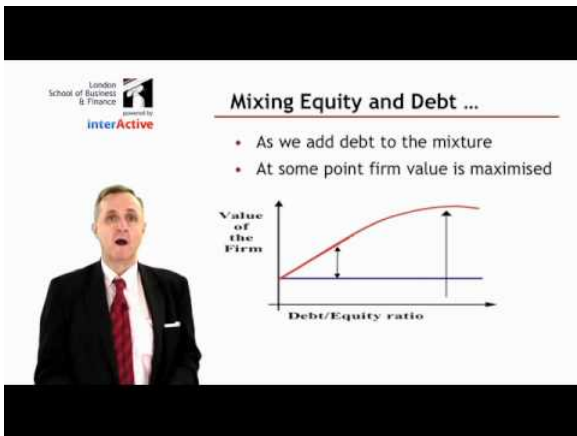 London
School of Business
& Finance
powered by
interActive
Mixing Equity and Debt ...
• As we add debt to the mixture
• At some point firm value is maximised
Value
of
the
Firm
Debt/Equity ratio